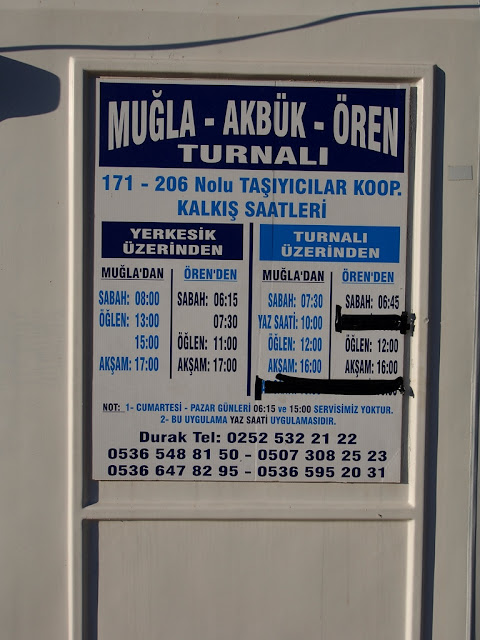 MUĞLA - AKBÜK - ÖREN
TURNALI
171 - 206 Nolu TAŞIYICILAR KOOP.
KALKIŞ SAATLERİ
YERKESİK
ÜZERİNDEN
MUĞLA'DAN ÖREN'DEN
SABAH: 08:00 SABAH: 06:15
ÖĞLEN: 13:00 07:30
15:00 ÖĞLEN: 11:00
AKŞAM: 17:00 AKŞAM: 17:00
TURNALI
ÜZERİNDEN
MUĞLA'DAN ÖREN'DEN
SABAH: 07:30 SABAH: 06:45
YAZ SAATİ: 10:00
ÖĞLEN: 12:00 ÖĞLEN: 12:00
AKŞAM: 16:00 AKŞAM: 16:00
NOT: 1- CUMARTESİ - PAZAR GÜNLERİ 06:15 ve 15:00 SERVİSİMİZ YOKTUR.
2- BU UYGULAMA YAZ SAATİ UYGULAMASIDIR.
Durak Tel: 0252 532 21 22
0536 548 81 50 - 0507 308 25 23
0536 647 82 95 - 0536 595 20 31